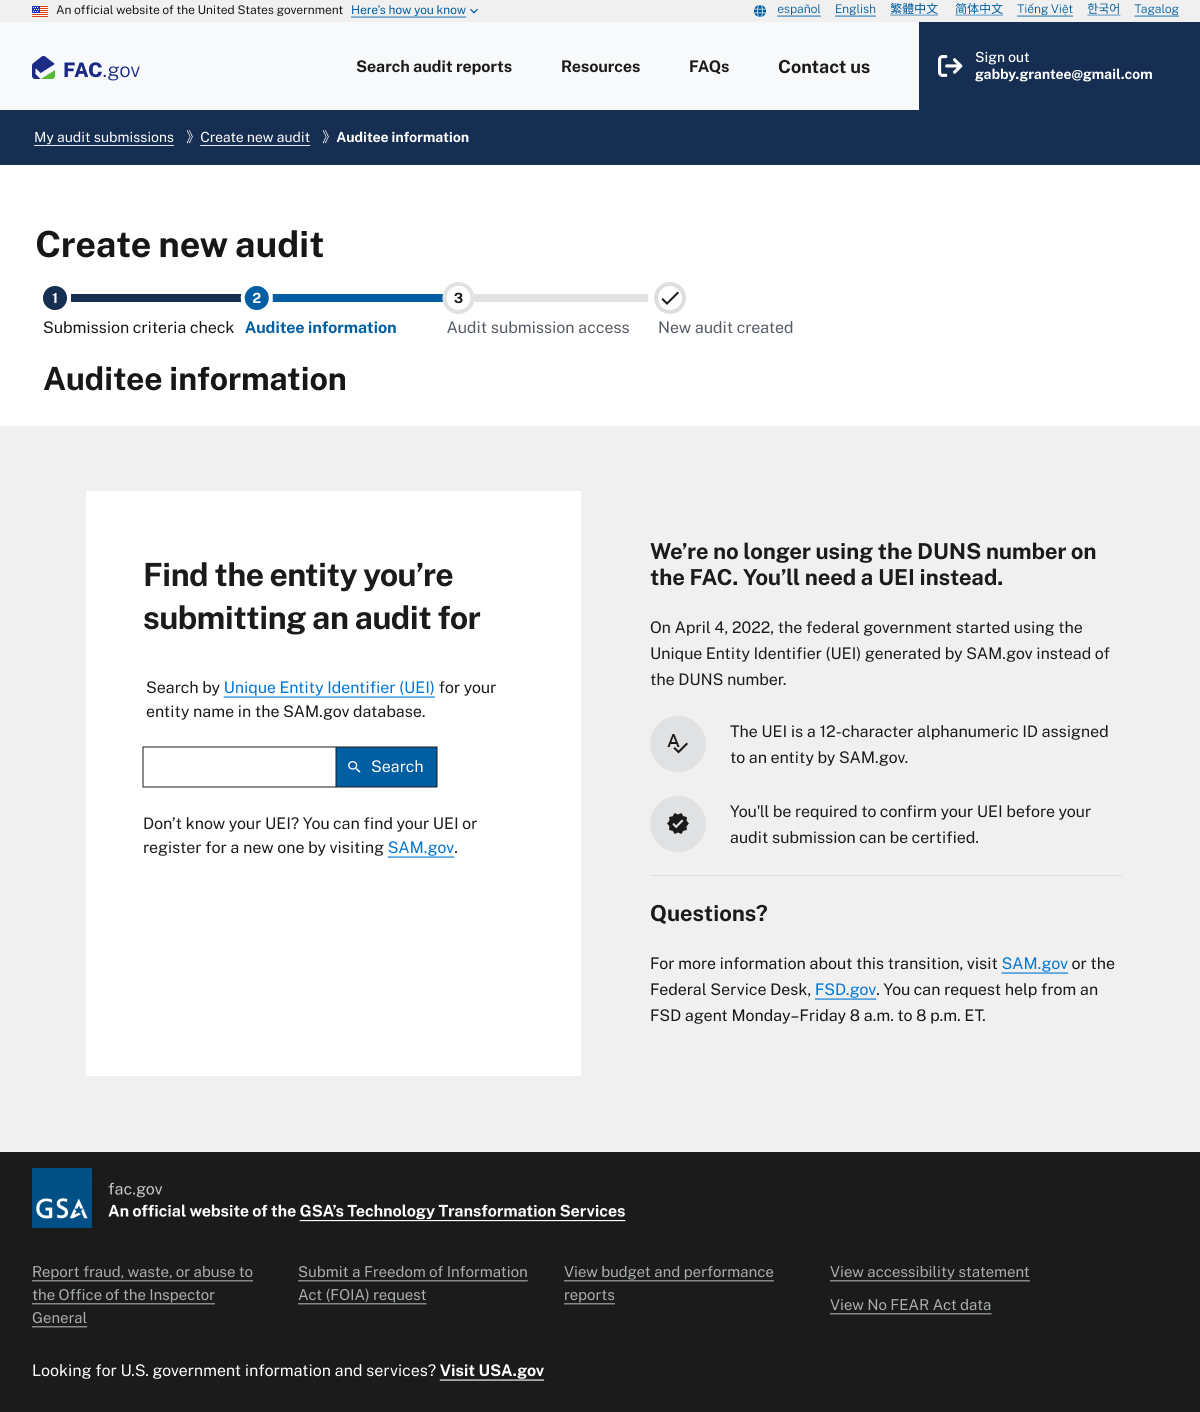 An official website of the United States government Here's how you know
español English 繁體中文 简体中文 Tiếng Việt 한국어 Tagalog
FAC.gov
Search audit reports Resources FAQs Contact us
Sign out
gabby.grantee@gmail.com
My audit submissions 》 Create new audit 》 Auditee information
Create new audit
1 2 3
Submission criteria check Auditee information Audit submission access New audit created
Auditee information
Find the entity you’re
submitting an audit for
Search by Unique Entity Identifier (UEI) for your
entity name in the SAM.gov database.
Search
Don’t know your UEI? You can find your UEI or
register for a new one by visiting SAM.gov.
We’re no longer using the DUNS number on
the FAC. You’ll need a UEI instead.
On April 4, 2022, the federal government started using the
Unique Entity Identifier (UEI) generated by SAM.gov instead of
the DUNS number.
The UEI is a 12-character alphanumeric ID assigned
to an entity by SAM.gov.
You'll be required to confirm your UEI before your
audit submission can be certified.
Questions?
For more information about this transition, visit SAM.gov or the
Federal Service Desk, FSD.gov. You can request help from an
FSD agent Monday–Friday 8 a.m. to 8 p.m. ET.
GSA
fac.gov
An official website of the GSA’s Technology Transformation Services
Report fraud, waste, or abuse to
the Office of the Inspector
General
Submit a Freedom of Information
Act (FOIA) request
View budget and performance
reports
View accessibility statement
View No FEAR Act data
Looking for U.S. government information and services? Visit USA.gov